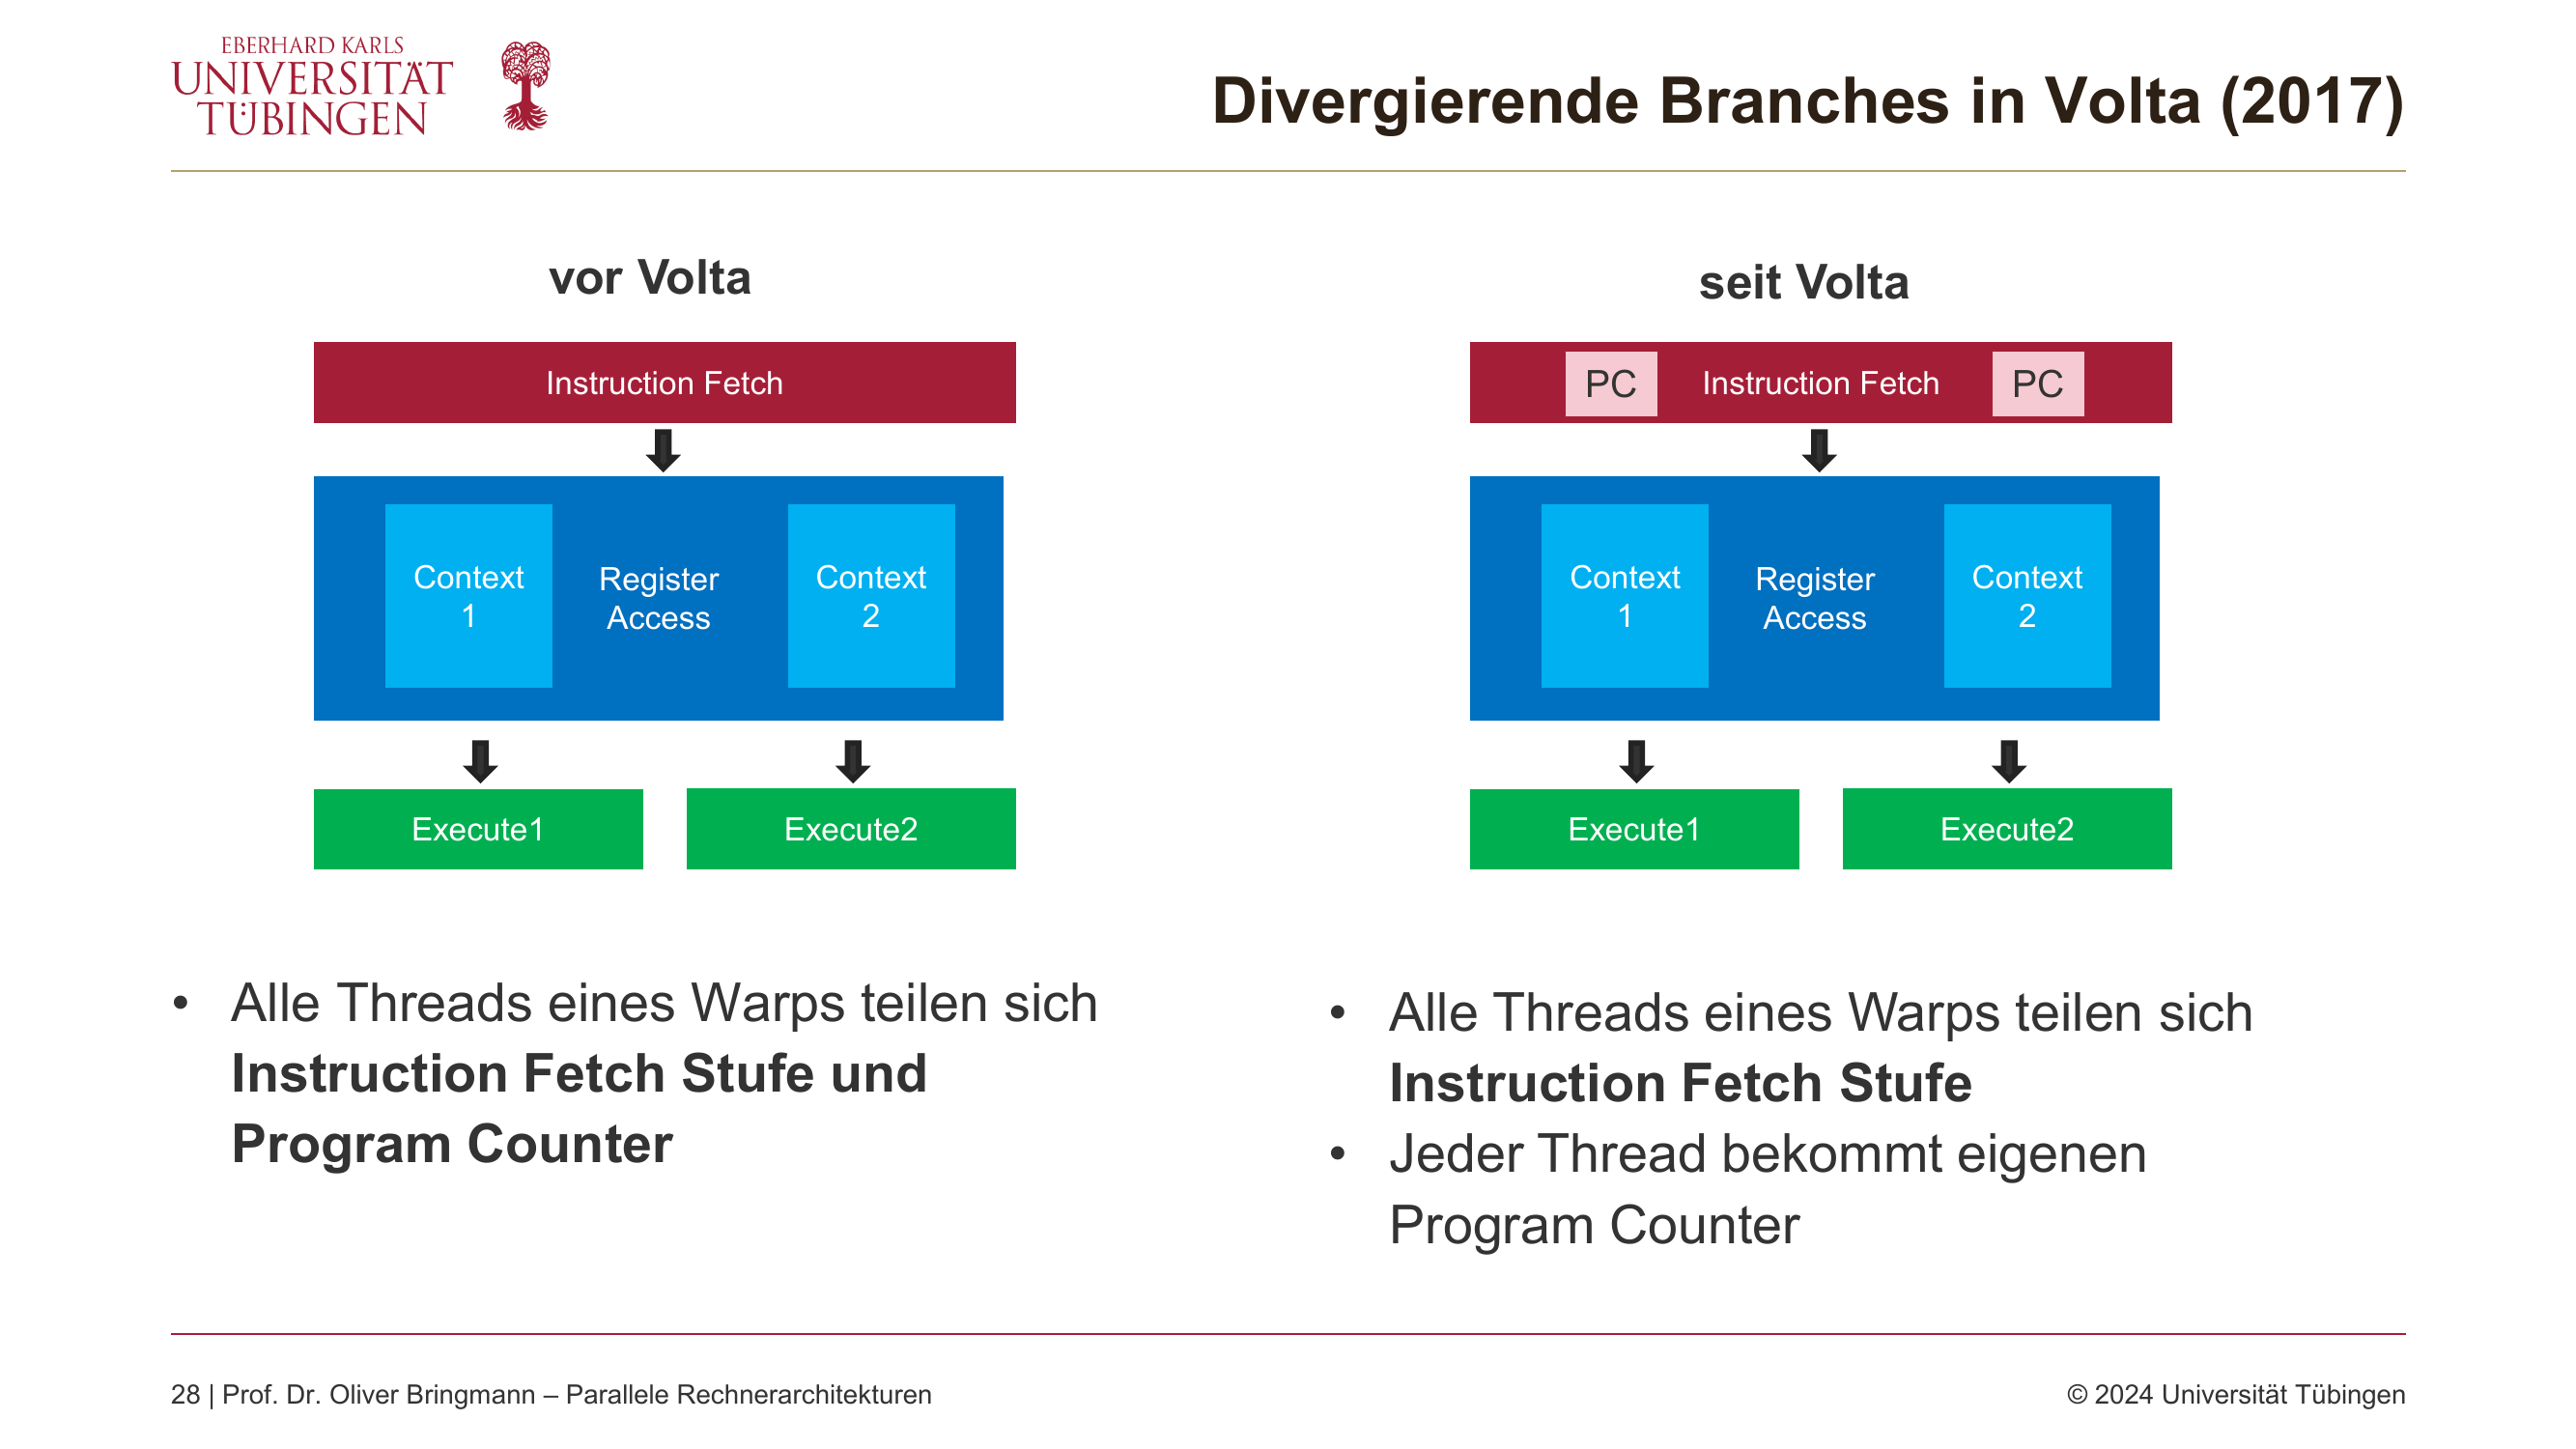 EBERHARD KARLS
UNIVERSITÄT
TÜBINGEN
Divergierende Branches in Volta (2017)
vor Volta
Instruction Fetch
Context
1
Register
Access
Context
2
Execute1
Execute2
• Alle Threads eines Warps teilen sich
Instruction Fetch Stufe und
Program Counter
seit Volta
PC
Instruction Fetch
PC
Context
1
Register
Access
Context
2
Execute1
Execute2
• Alle Threads eines Warps teilen sich
Instruction Fetch Stufe
• Jeder Thread bekommt eigenen
Program Counter
28 | Prof. Dr. Oliver Bringmann – Parallele Rechnerarchitekturen
© 2024 Universität Tübingen